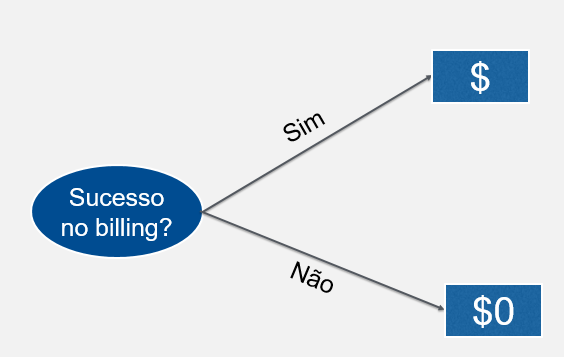 $
Sim
Sucesso
no billing?
Não
$0